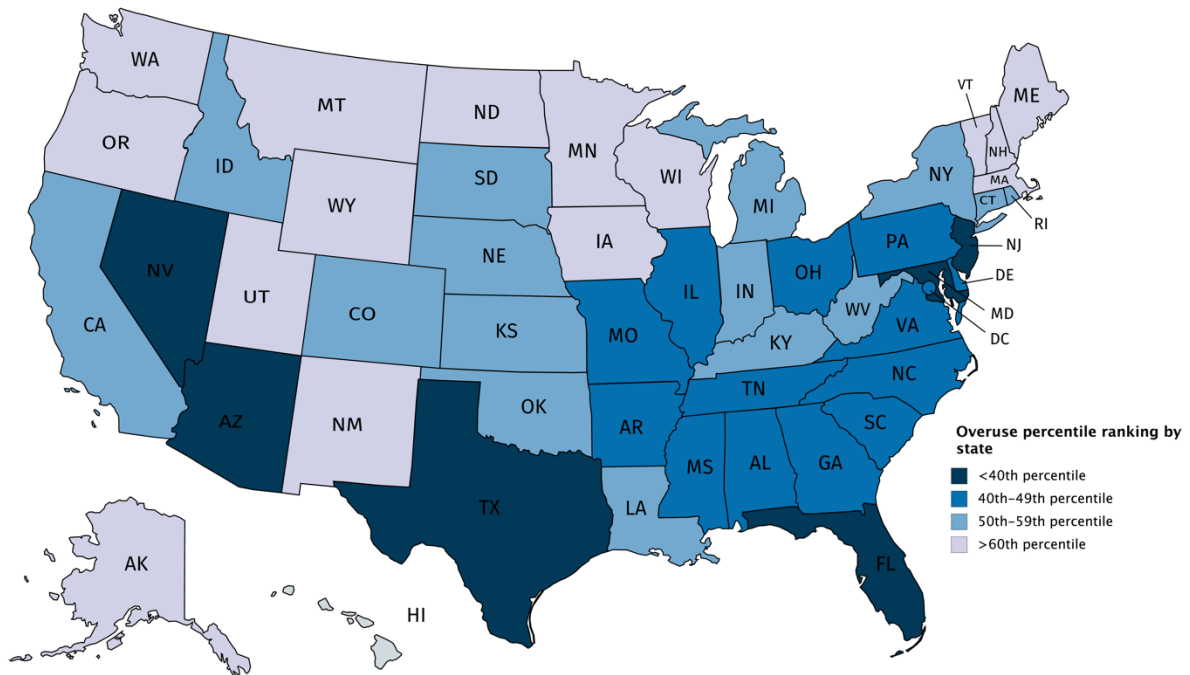 WA
MT
ND
MN
VT
ME
OR
ID
SD
WI
NH
WY
MI
NY
MA
CT
RI
NE
IA
PA
NJ
NV
UT
CO
IL
IN
OH
DE
CA
KS
MO
WV
VA
MD
DC
KY
AZ
NM
OK
AR
TN
NC
SC
MS
AL
GA
TX
LA
FL
AK
HI
Overuse percentile ranking by
state
<40th percentile
40th–49th percentile
50th–59th percentile
>60th percentile